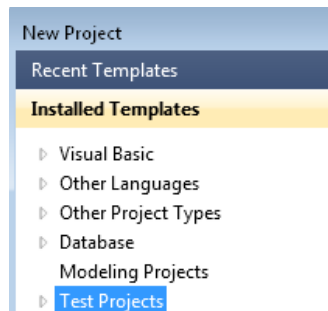 New Project
Recent Templates
Installed Templates
Visual Basic
Other Languages
Other Project Types
Database
Modeling Projects
Test Projects